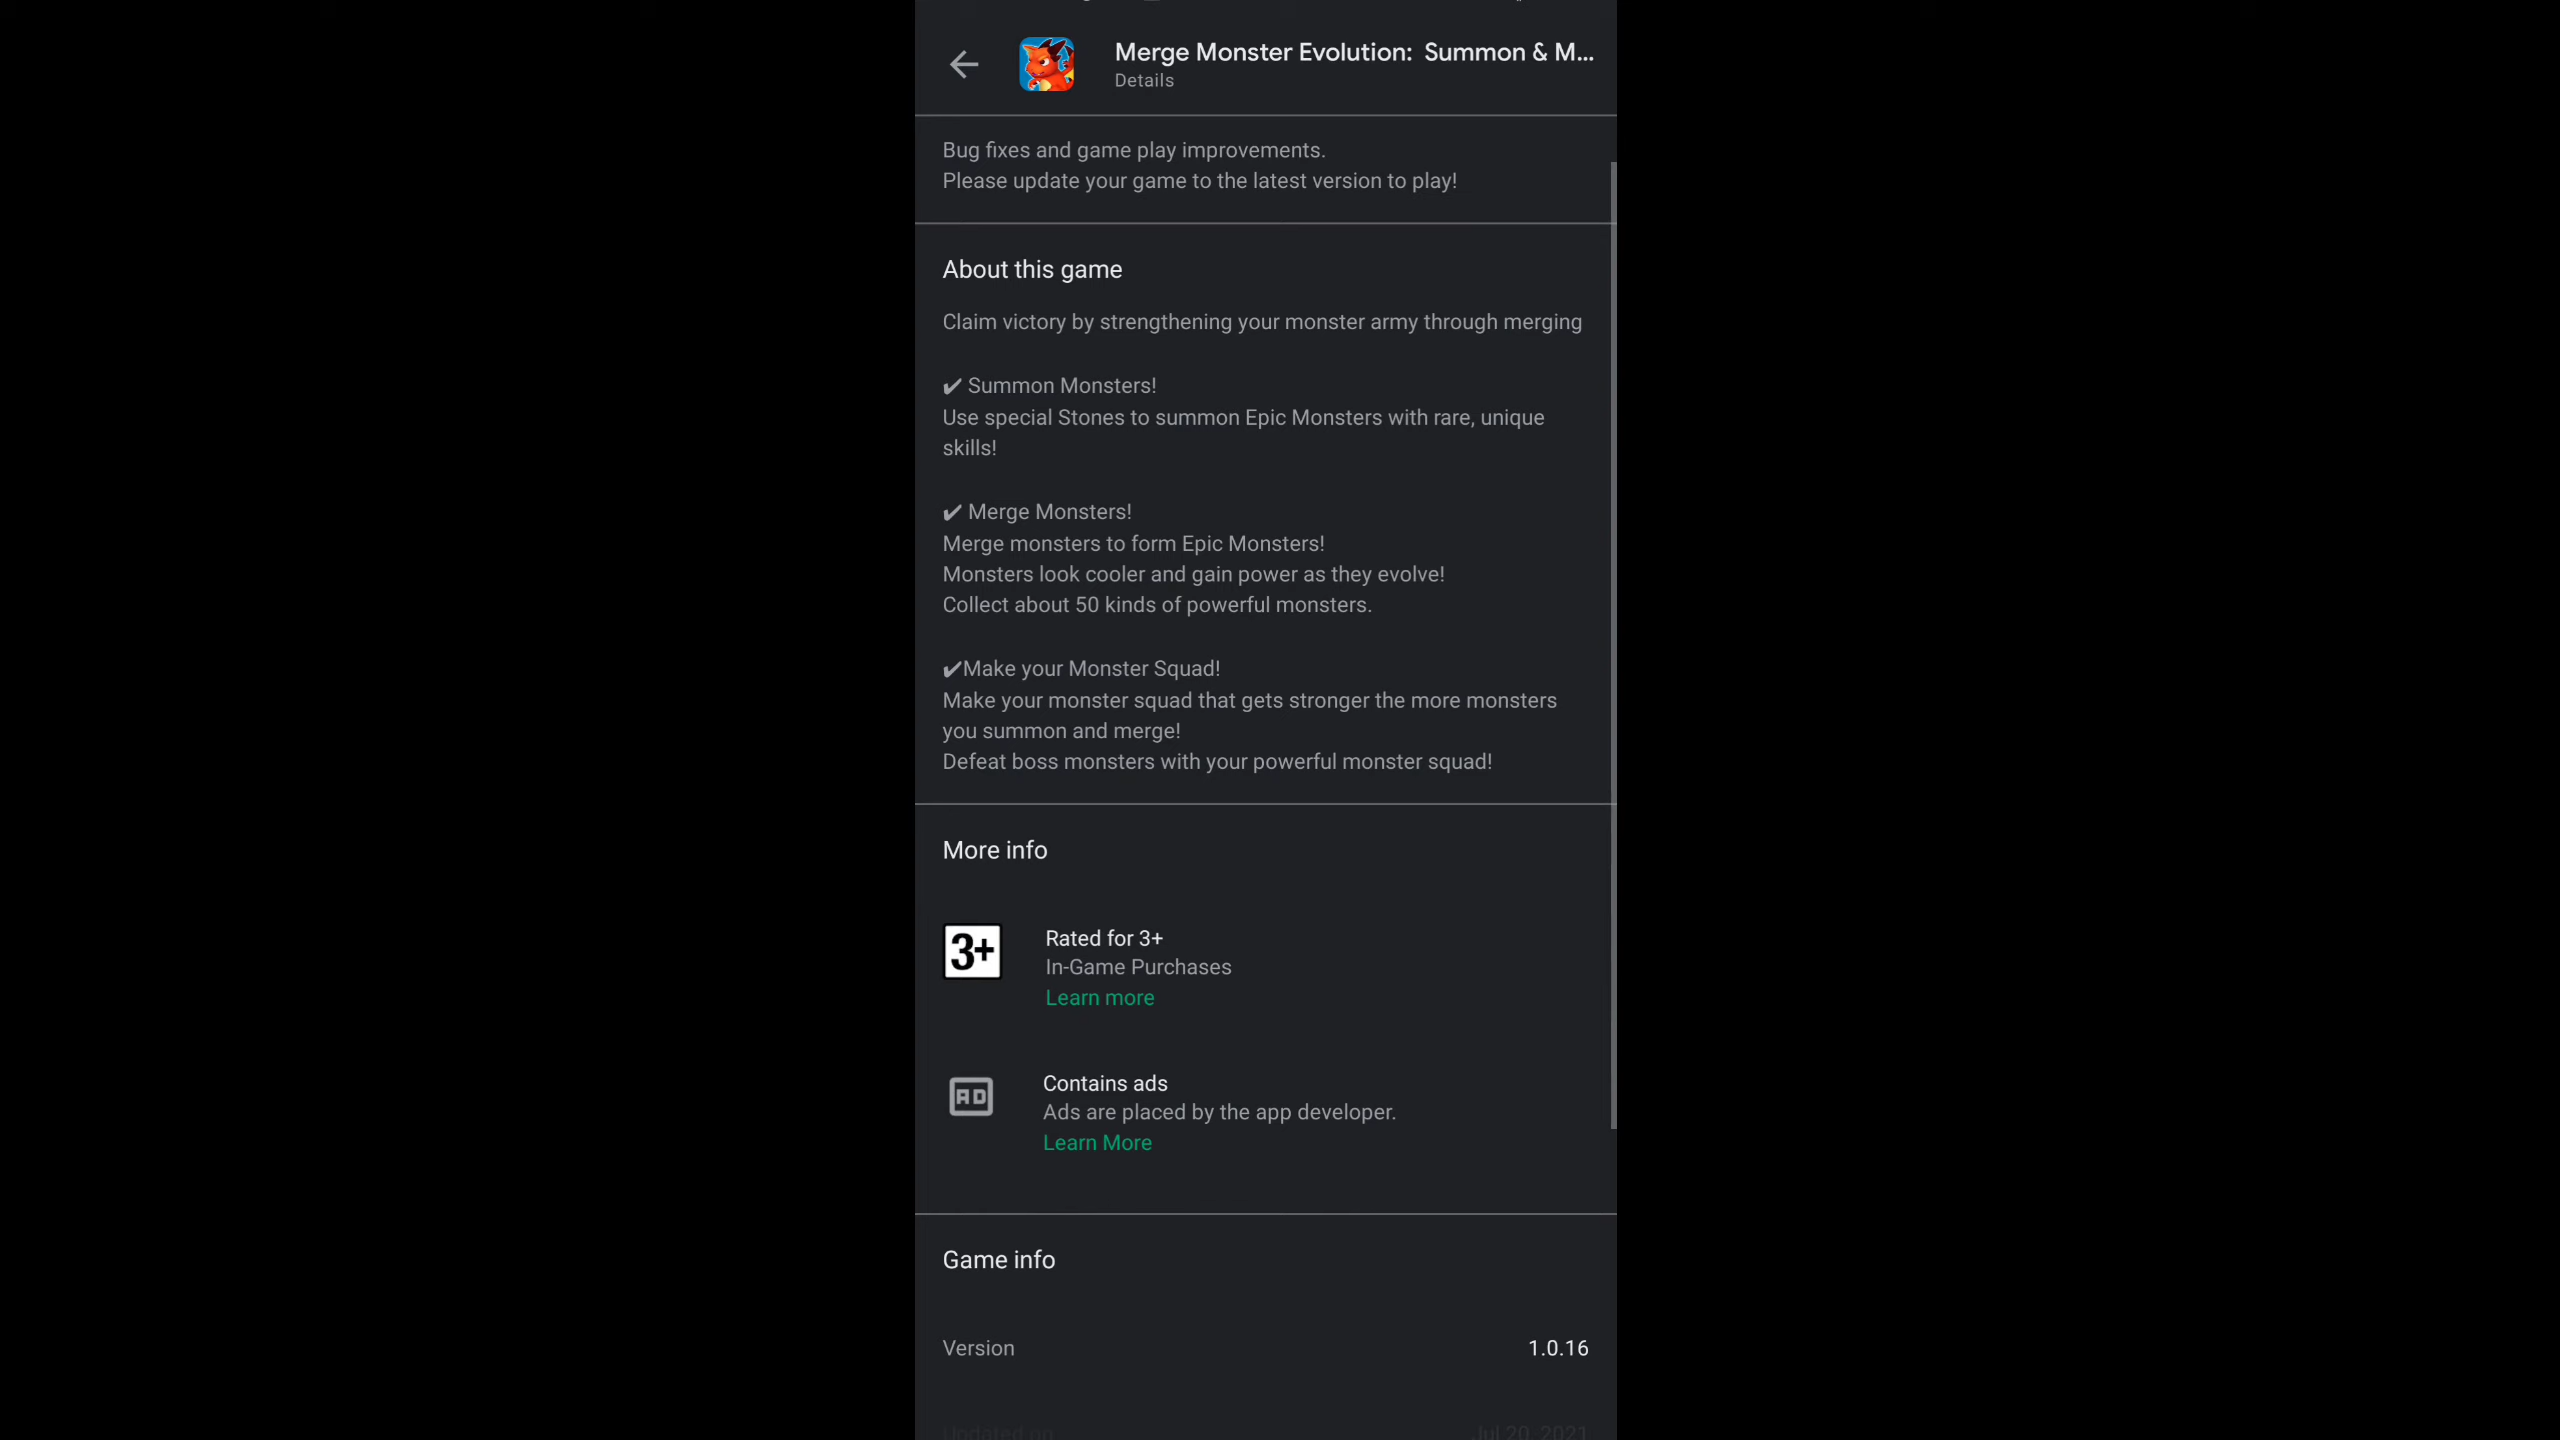 Merge Monster Evolution:  Summon & M...
Details
Bug fixes and game play improvements.
Please update your game to the latest version to play!
About this game
Claim victory by strengthening your monster army through merging
✔ Summon Monsters!
Use special Stones to summon Epic Monsters with rare, unique
skills!
✔ Merge Monsters!
Merge monsters to form Epic Monsters!
Monsters look cooler and gain power as they evolve!
Collect about 50 kinds of powerful monsters.
✔Make your Monster Squad!
Make your monster squad that gets stronger the more monsters
you summon and merge!
Defeat boss monsters with your powerful monster squad!
More info
3+
Rated for 3+
In-Game Purchases
Learn more
AD
Contains ads
Ads are placed by the app developer.
Learn More
Game info
Version 1.0.16
Updated on Jul 20, 2021